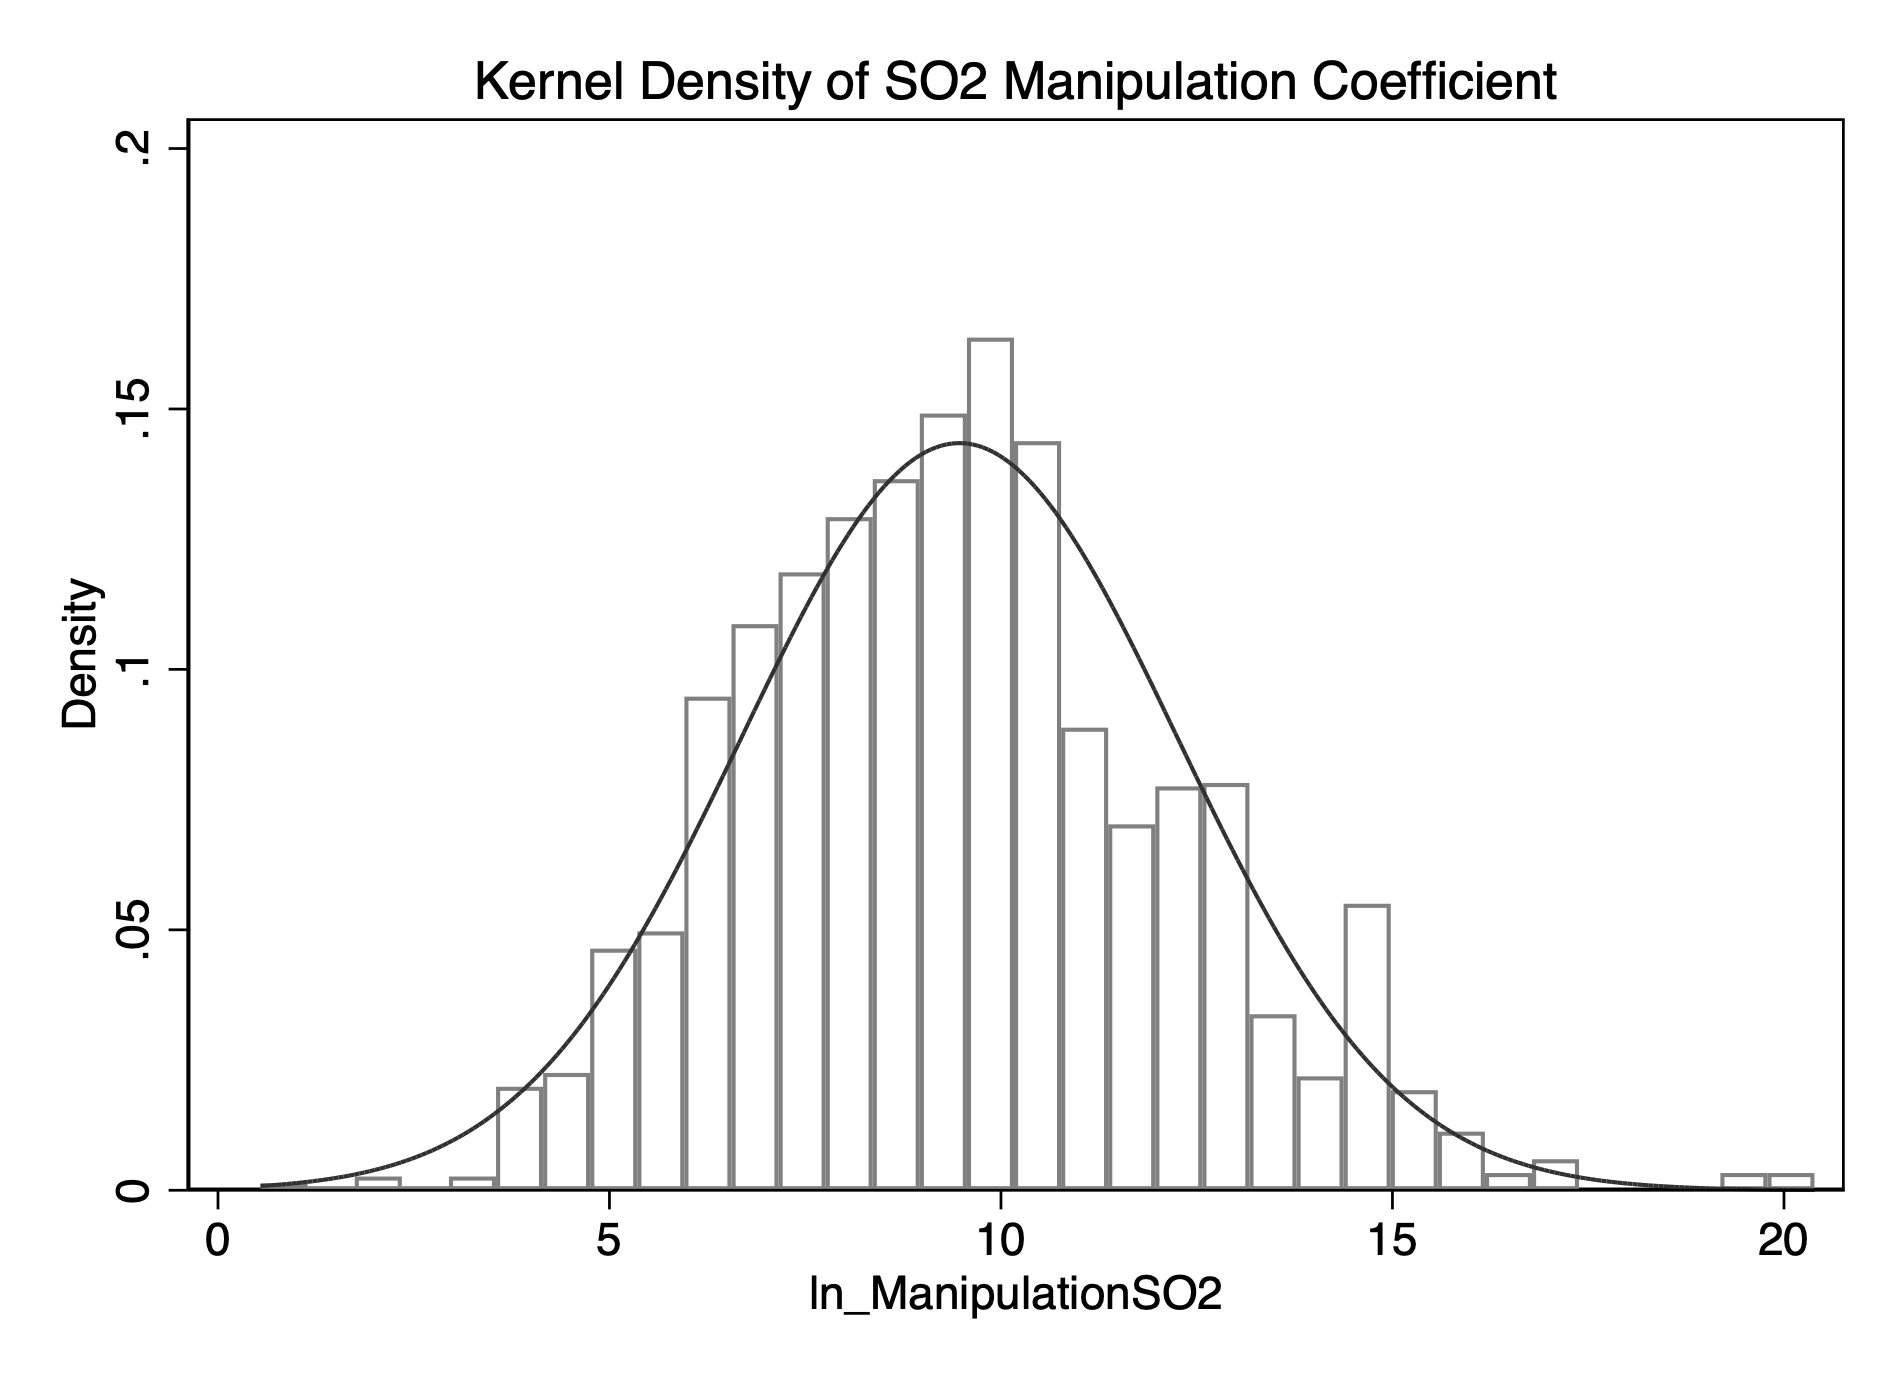 Kernel Density of SO2 Manipulation Coefficient
.2
.15
.1
.05
0
Density
0 5 10 15 20
ln_ManipulationSO2